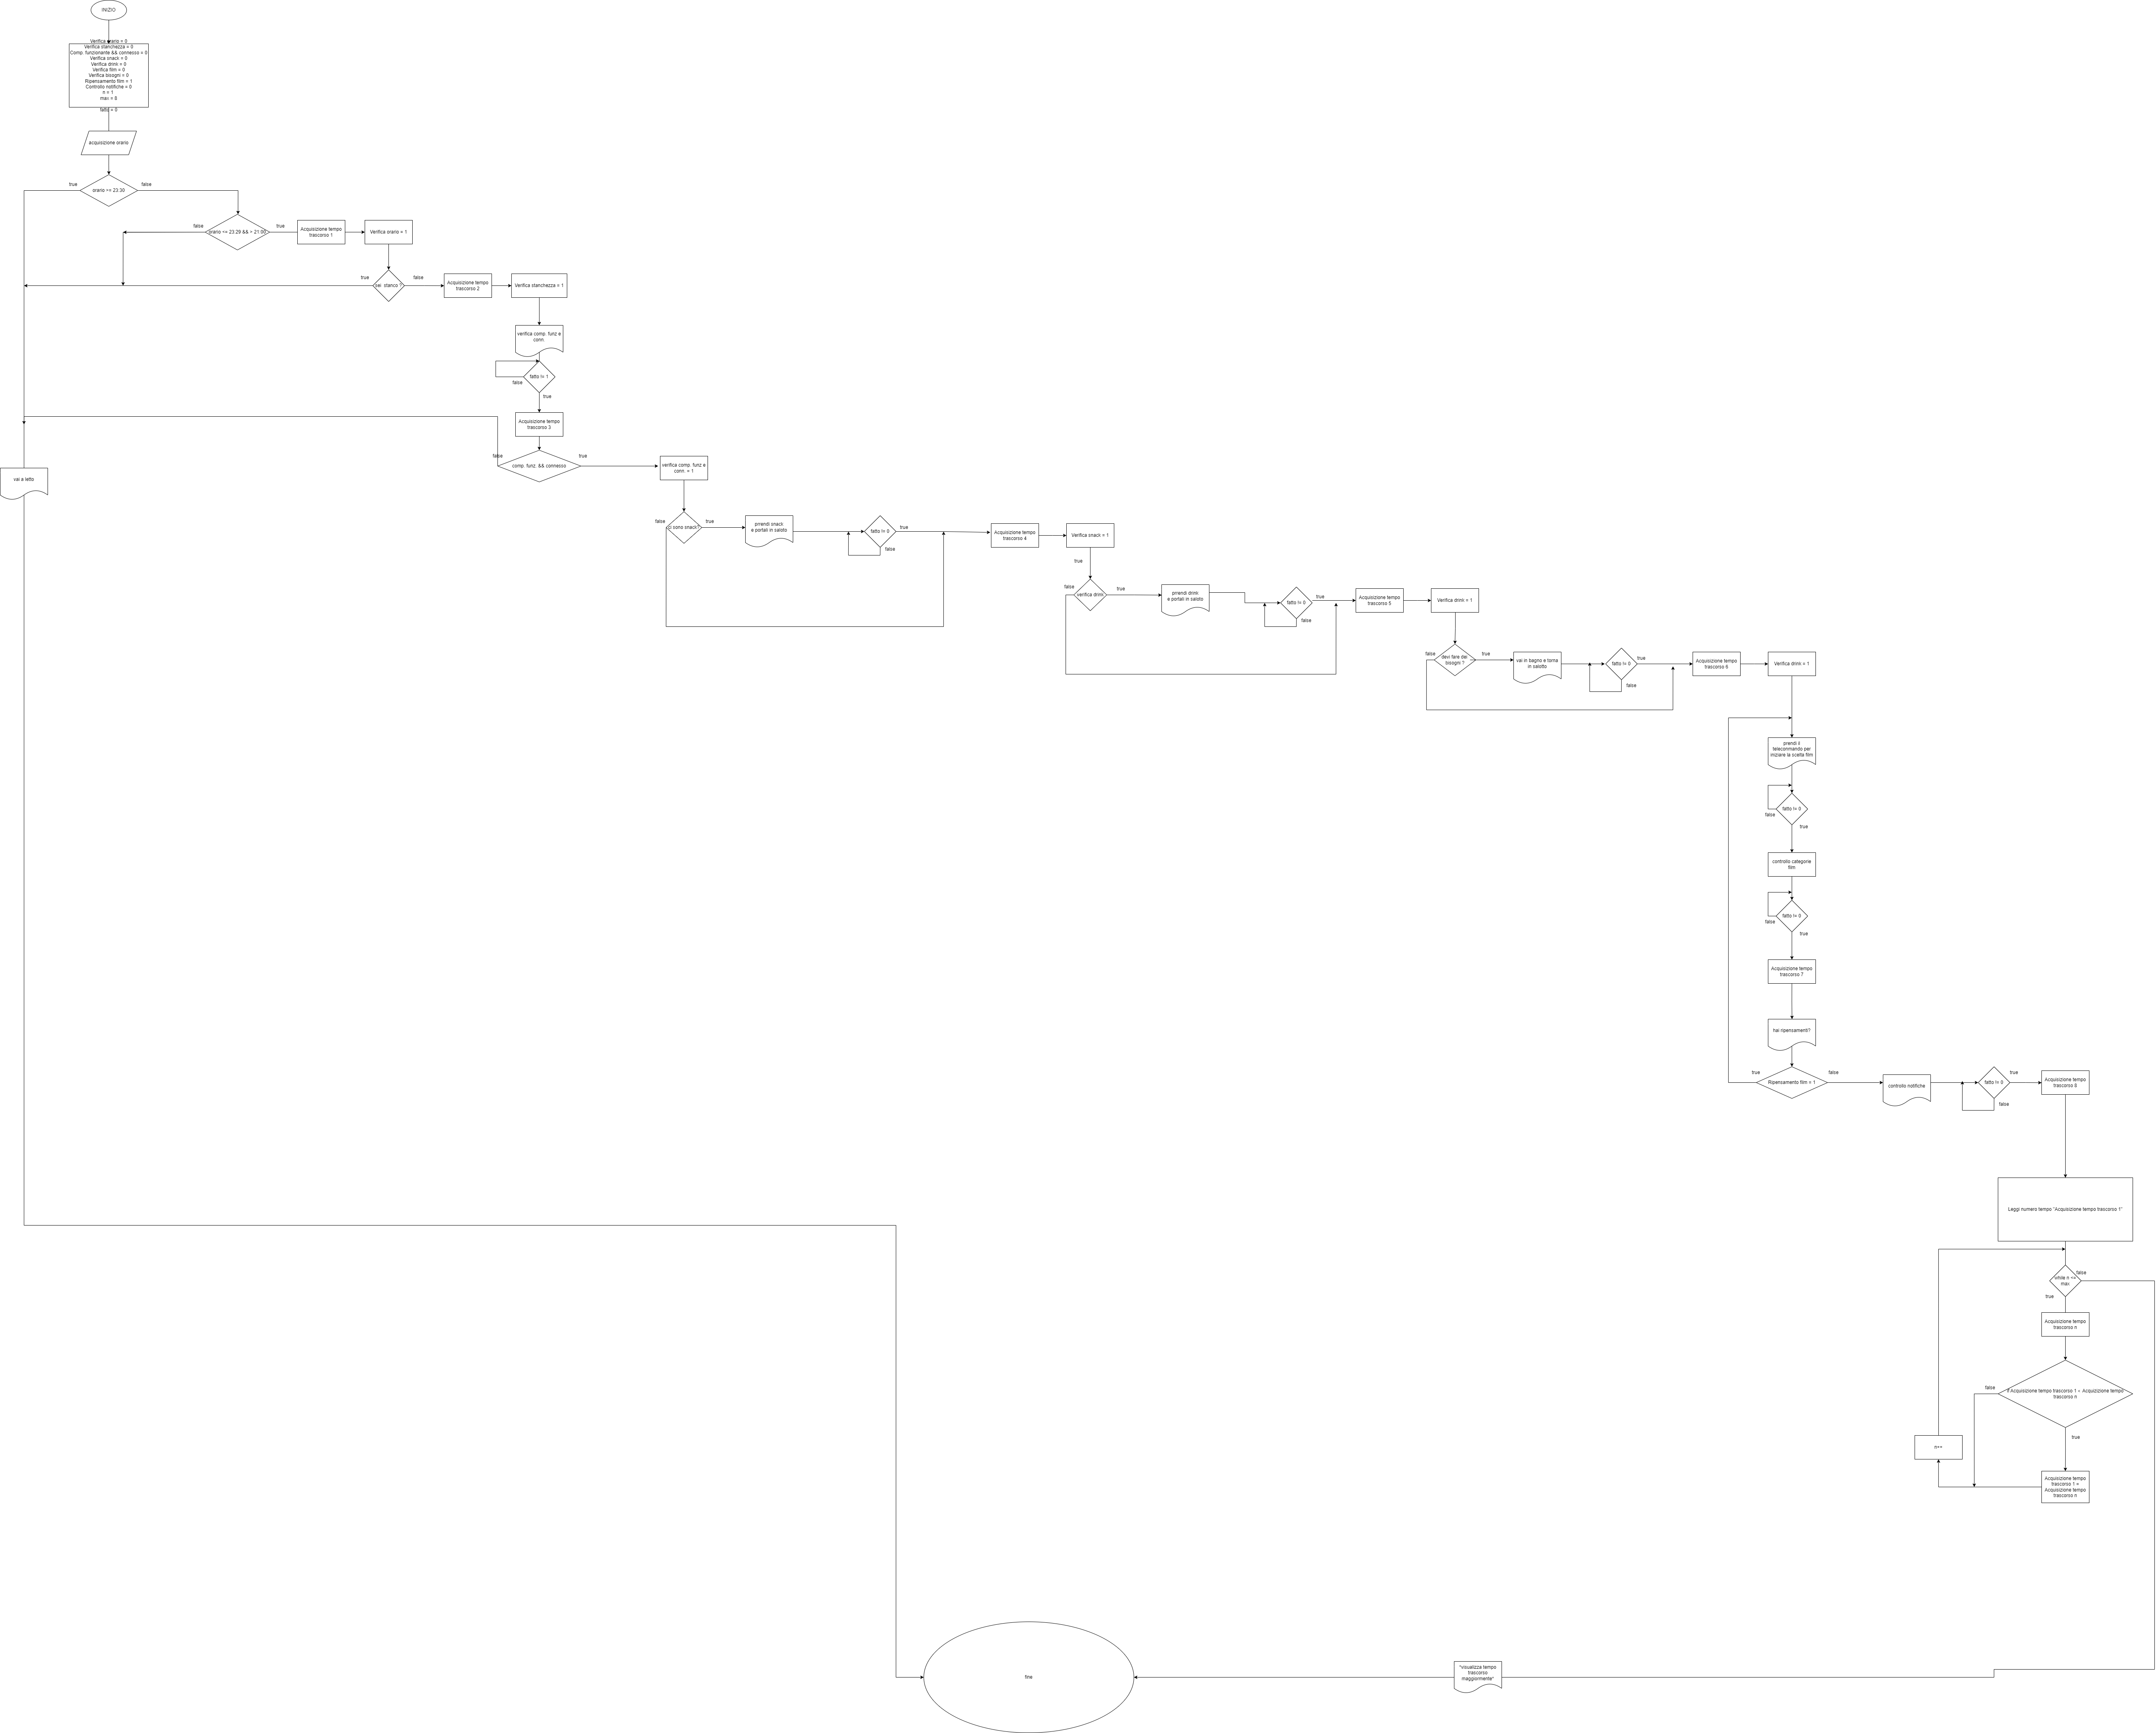 INIZIO
Verifica orario = 0
Verifica stanchezza = 0
Comp. funzionante && connesso = 0
Verifica snack = 0
Verifica drink = 0
Verifica film = 0
Verifica bisogni = 0
Ripensamento film = 1
Controllo notifiche = 0
n = 1
max = 8
fatto = 0
acquisizione orario
true
false
orario <= 23.30
false
true
orario <= 23:29 && = 21:00
Acquisizione tempo
trascorso 1
Verifica orario = 1
true
false
sei stanco ?
Acquisizione tempo
trascorso 2
Verifica stanchezza = 1
verifica comp. funz e
conn
fatto != 1
false
true
Acquisizione tempo
trascorso 3
false
true
comp. funz. && connesso
verifica comp. funz e
conn. = 1
vai a letto
false
true
ci sono snack?
prrendi snack
e portali in saloto
fatto != 0
true
false
Acquisizione tempo
trascorso 4
Verifica snack = 1
true
false
true
verifica drink
prrendi drink
e portali in saloto
fatto != 0
true
false
Acquisizione tempo
trascorso 5
Verifica drink = 1
false
true
devi fare dei
bisogni ?
vai in bagno e torna
in salotto
fatto != 0
true
false
Acquisizione tempo
trascorso 6
Verifica drink = 1
prendi il
telecommando per
iniziare la scelta film
fatto != 0
false
true
controllo categorie
film
fatto != 0
false
true
Acquisizione tempo
trascorso 7
hai ripensamenti?
true
false
Ripensamento film = 1
controllo notifiche
fatto != 0
true
false
Acquisizione tempo
trascorso 8
Leggi numero tempo "Acquisizione tempo trascorso 1"
while n <=
max
false
true
Acquisizione tempo
trascorso n
false
if Acquisizione tempo trascorso 1 < Acquizizione tempo
trascorso n
true
n++
Acquisizione tempo
trascorso 1 =
Acquisizione tempo
trascorso n
fine
"visualizza tempo
trascorso
maggiormente"